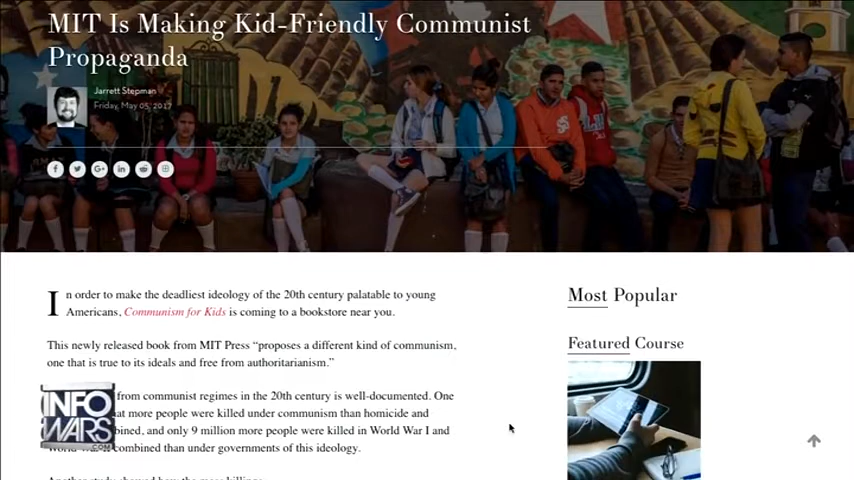 MIT Is Making Kid-Friendly Communist
Propaganda
Jarrett Stepman
Friday, May 05, 2017
In order to make the deadliest ideology of the 20th century palatable to young
Americans, Communism for Kids is coming to a bookstore near you.
This newly released book from MIT Press “proposes a different kind of communism,
one that is true to its ideals and free from authoritarianism.”
from communist regimes in the 20th century is well-documented. One
at more people were killed under communism than homicide and
bined, and only 9 million more people were killed in World War I and
combined than under governments of this ideology.
INFO
WARS
.COM
Most Popular
Featured Course